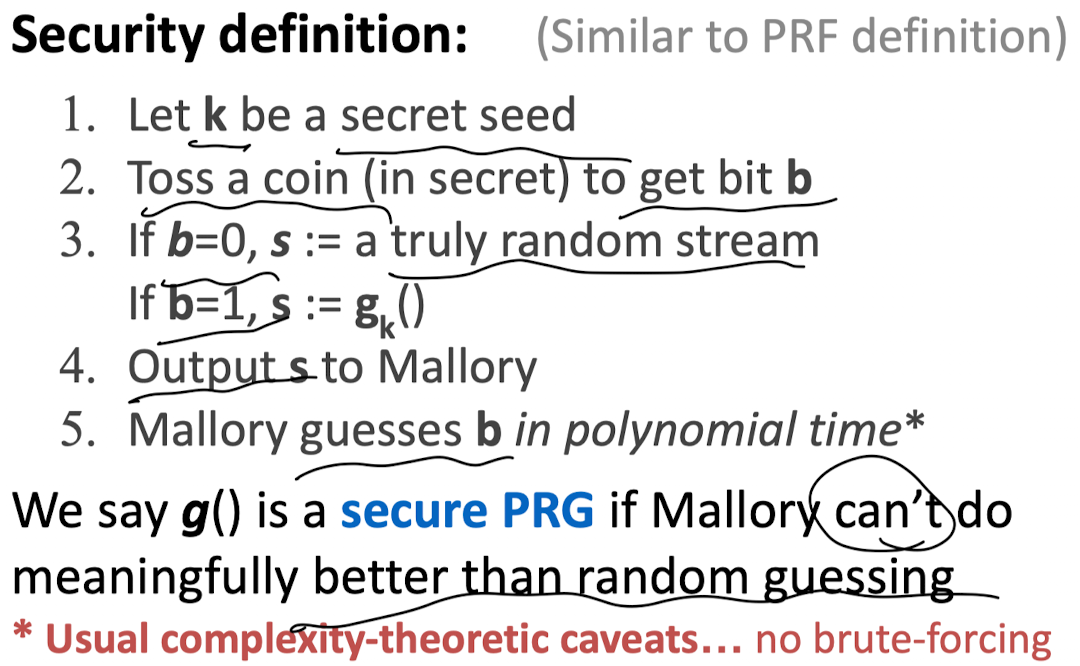 Security definition: (Similar to PRF definition)
1. Let k be a secret seed
2. Toss a coin (in secret) to get bit b
3. If b=0, s := a truly random stream
If b=1, s := gk()
4. Output s to Mallory
5. Mallory guesses b in polynomial time*
We say g() is a secure PRG if Mallory can't do
meaningfully better than random guessing
* Usual complexity-theoretic caveats... no brute-forcing